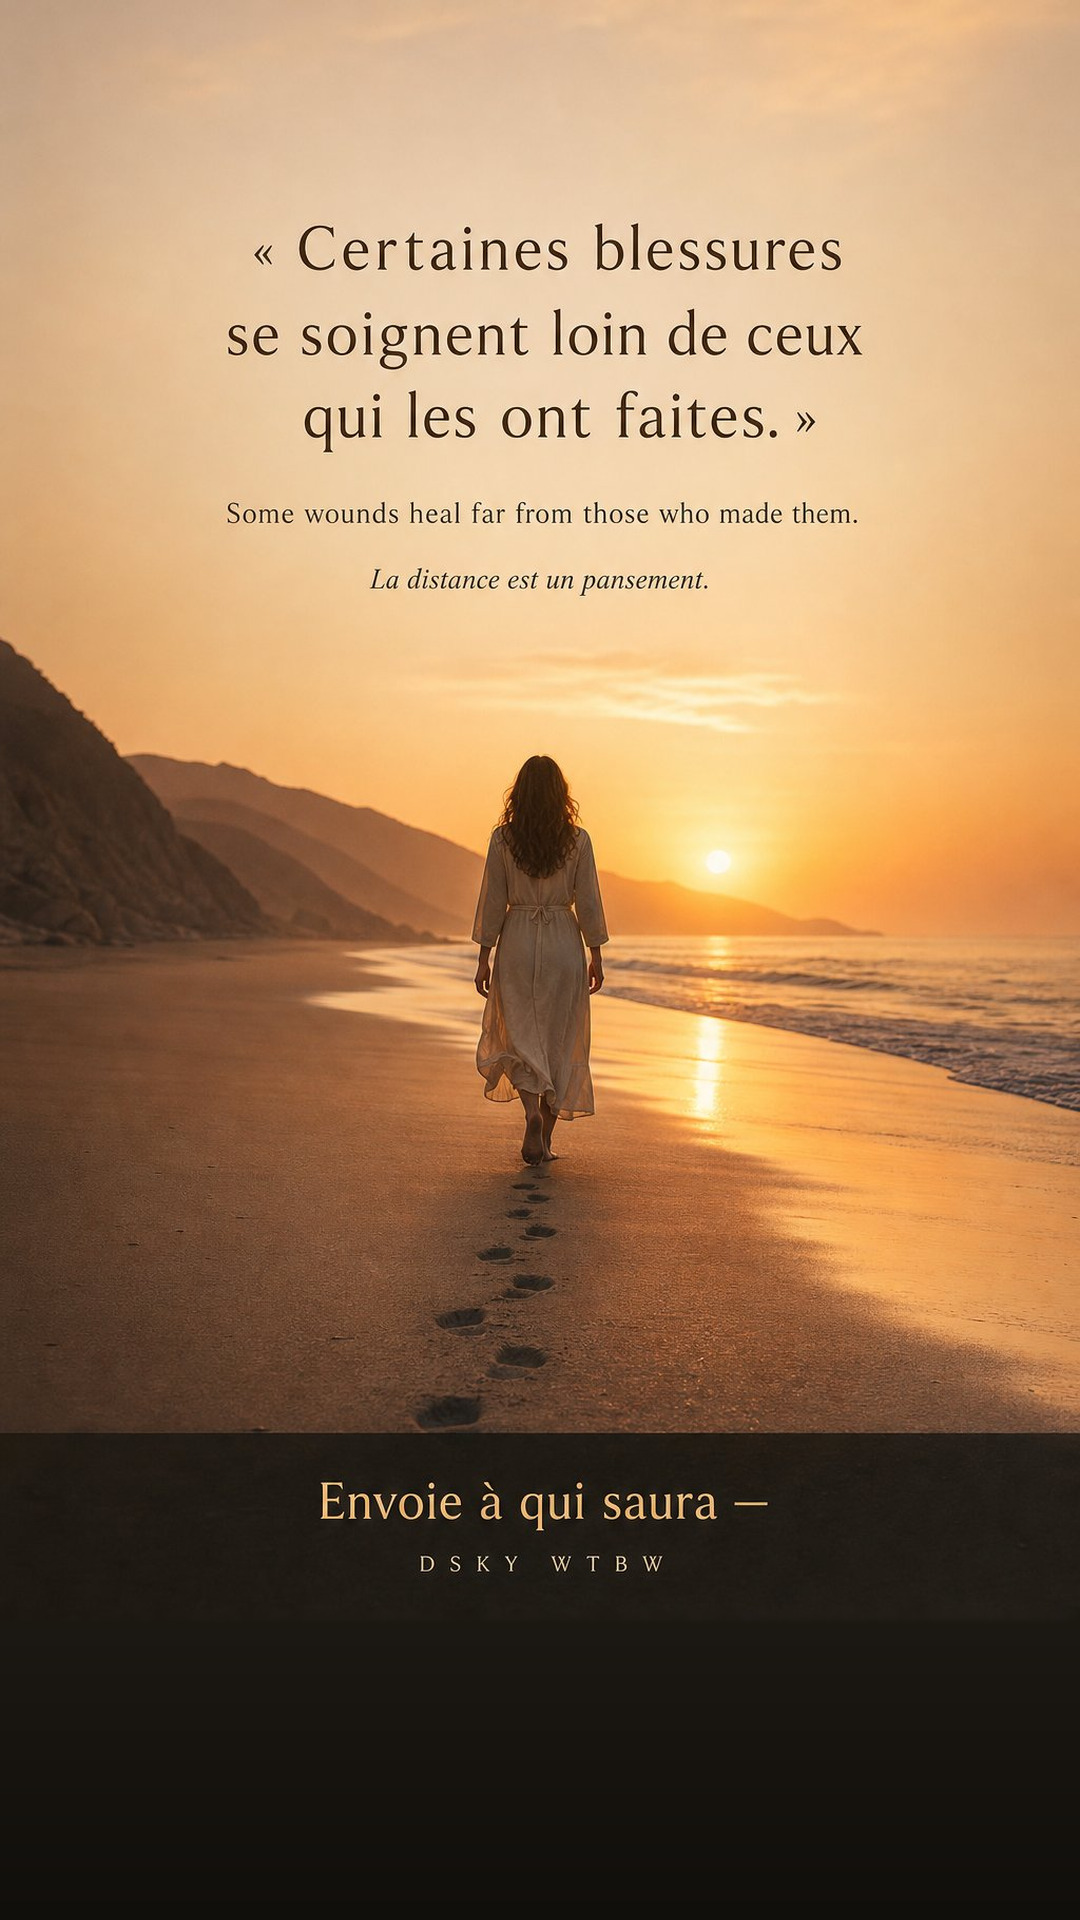 « Certaines blessures
se soignent loin de ceux
qui les ont faites. »
Some wounds heal far from those who made them.
La distance est un pansement.
Envoie à qui saura —
DSKY WTBW